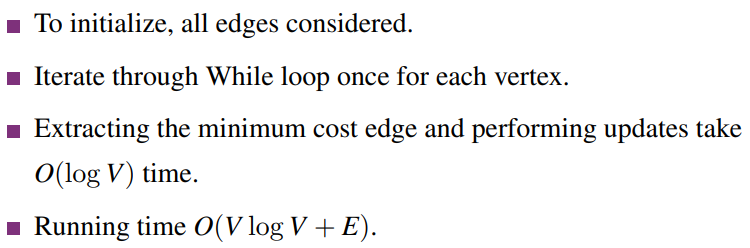 To initialize, all edges considered.
Iterate through While loop once for each vertex.
Extracting the minimum cost edge and performing updates take
O(log V) time.
Running time O(V log V + E).